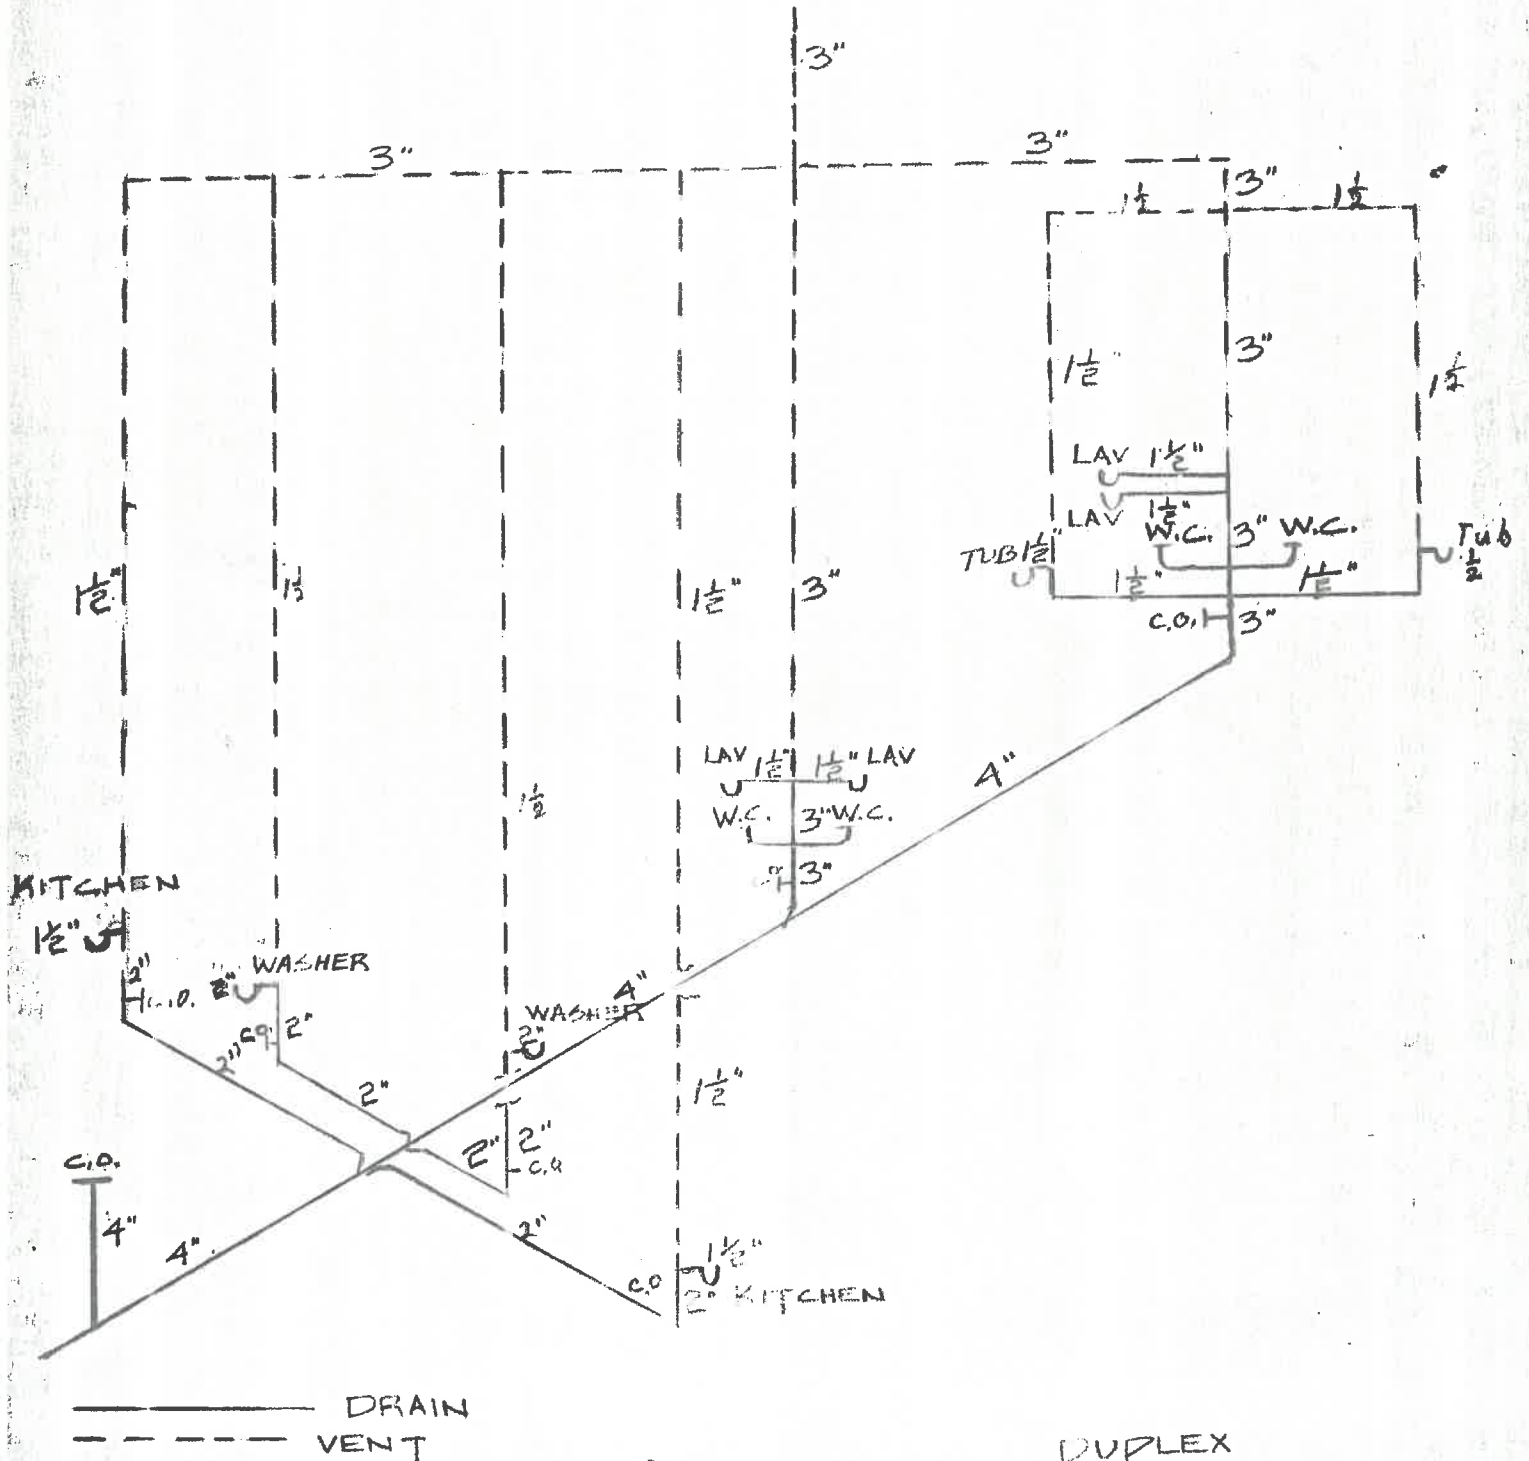 3"
3"
3"
3"
1½
1½
3"
1½
1½
LAV 1½"
LAV 1½"
W.C. 3" W.C.
TUB 1½"
Tub
½
1½" 1½"
C.O. 3"
1½"
1½
1½"
3"
LAV 1½" 1½" LAV
4"
1½
W.C. 3" W.C.
3"
KITCHEN
1½"
2"
WASHER
2"
C.O.
2"
2"
4"
WASHER
2"
2"
1½"
2" 2"
C.O
C.O.
4"
4"
2"
1½"
C.O
2" KITCHEN
DRAIN
VENT
DUPLEX